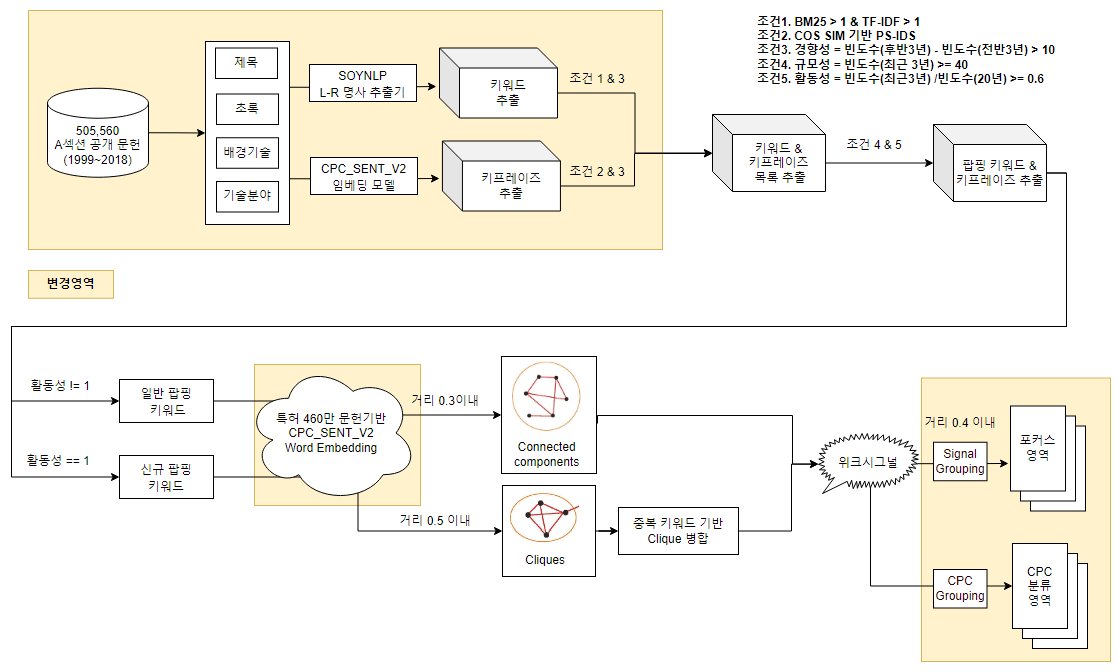 조건1. BM25 > 1 & TF-IDF > 1
조건2. COS SIM 기반 PS-IDS
조건3. 경향성 = 빈도수(후반3년) - 빈도수(전반3년) > 10
조건4. 규모성 = 빈도수(최근 3년) >= 40
조건5. 활동성 = 빈도수(최근3년) /빈도수(20년) >= 0.6
505,560
A섹션 공개 문헌
(1999~2018)
제목
초록
배경기술
기술분야
SOYNLP
L-R 명사 추출기
CPC_SENT_V2
임베딩 모델
키워드
추출
키프레이즈
추출
조건 1 & 3
조건 2 & 3
키워드 &
키프레이즈
목록 추출
조건 4 & 5
팝핑 키워드 &
키프레이즈 추출
변경영역
활동성 != 1
일반 팝핑
키워드
활동성 == 1
신규 팝핑
키워드
특허 460만 문헌기반
CPC_SENT_V2
Word Embedding
거리 0.3이내
거리 0.5 이내
Connected
components
Cliques
중복 키워드 기반
Clique 병합
위크시그널
거리 0.4 이내
Signal
Grouping
포커스
영역
CPC
Grouping
CPC
분류
영역